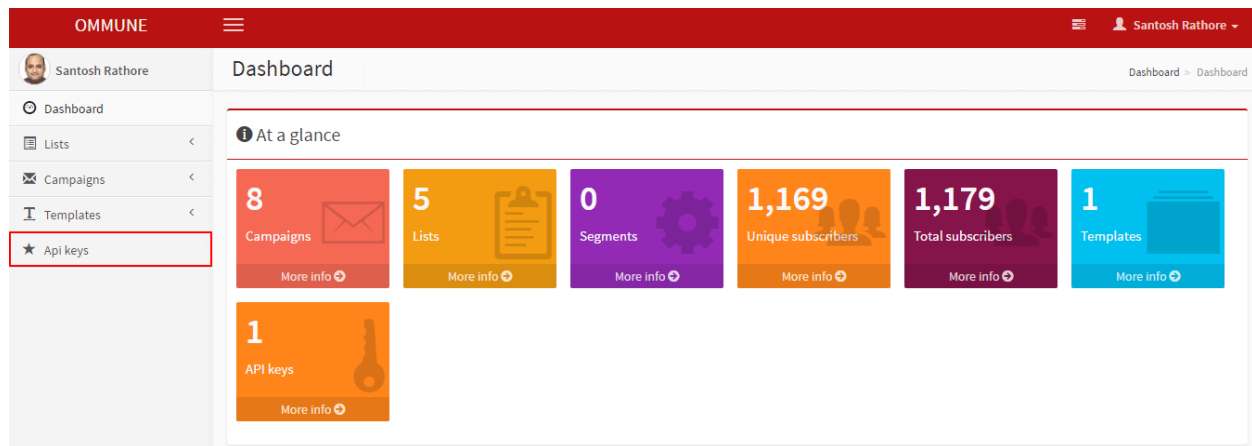 OMMUNE
Santosh Rathore
Santosh Rathore
Dashboard
Dashboard > Dashboard
Dashboard
Lists
Campaigns
Templates
Api keys
At a glance
8
Campaigns
More info
5
Lists
More info
0
Segments
More info
1,169
Unique subscribers
More info
1,179
Total subscribers
More info
1
Templates
More info
1
API keys
More info